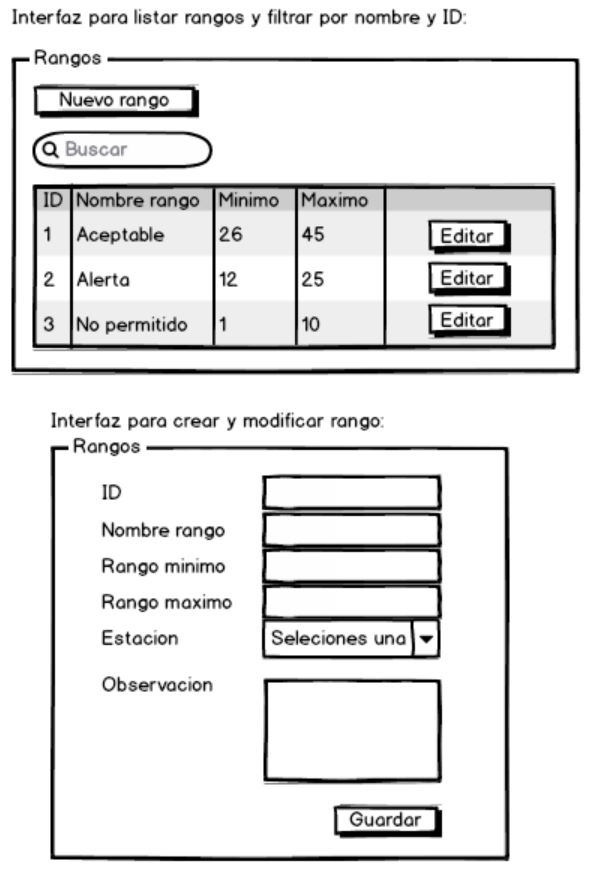 Interfaz para listar rangos y filtrar por nombre y ID:
Rangos
Nuevo rango
Buscar
ID Nombre rango Minimo Maximo
1 Aceptable 26 45 Editar
2 Alerta 12 25 Editar
3 No permitido 1 10 Editar
Interfaz para crear y modificar rango:
Rangos
ID
Nombre rango
Rango minimo
Rango maximo
Estacion Seleciones una
Observacion
Guardar